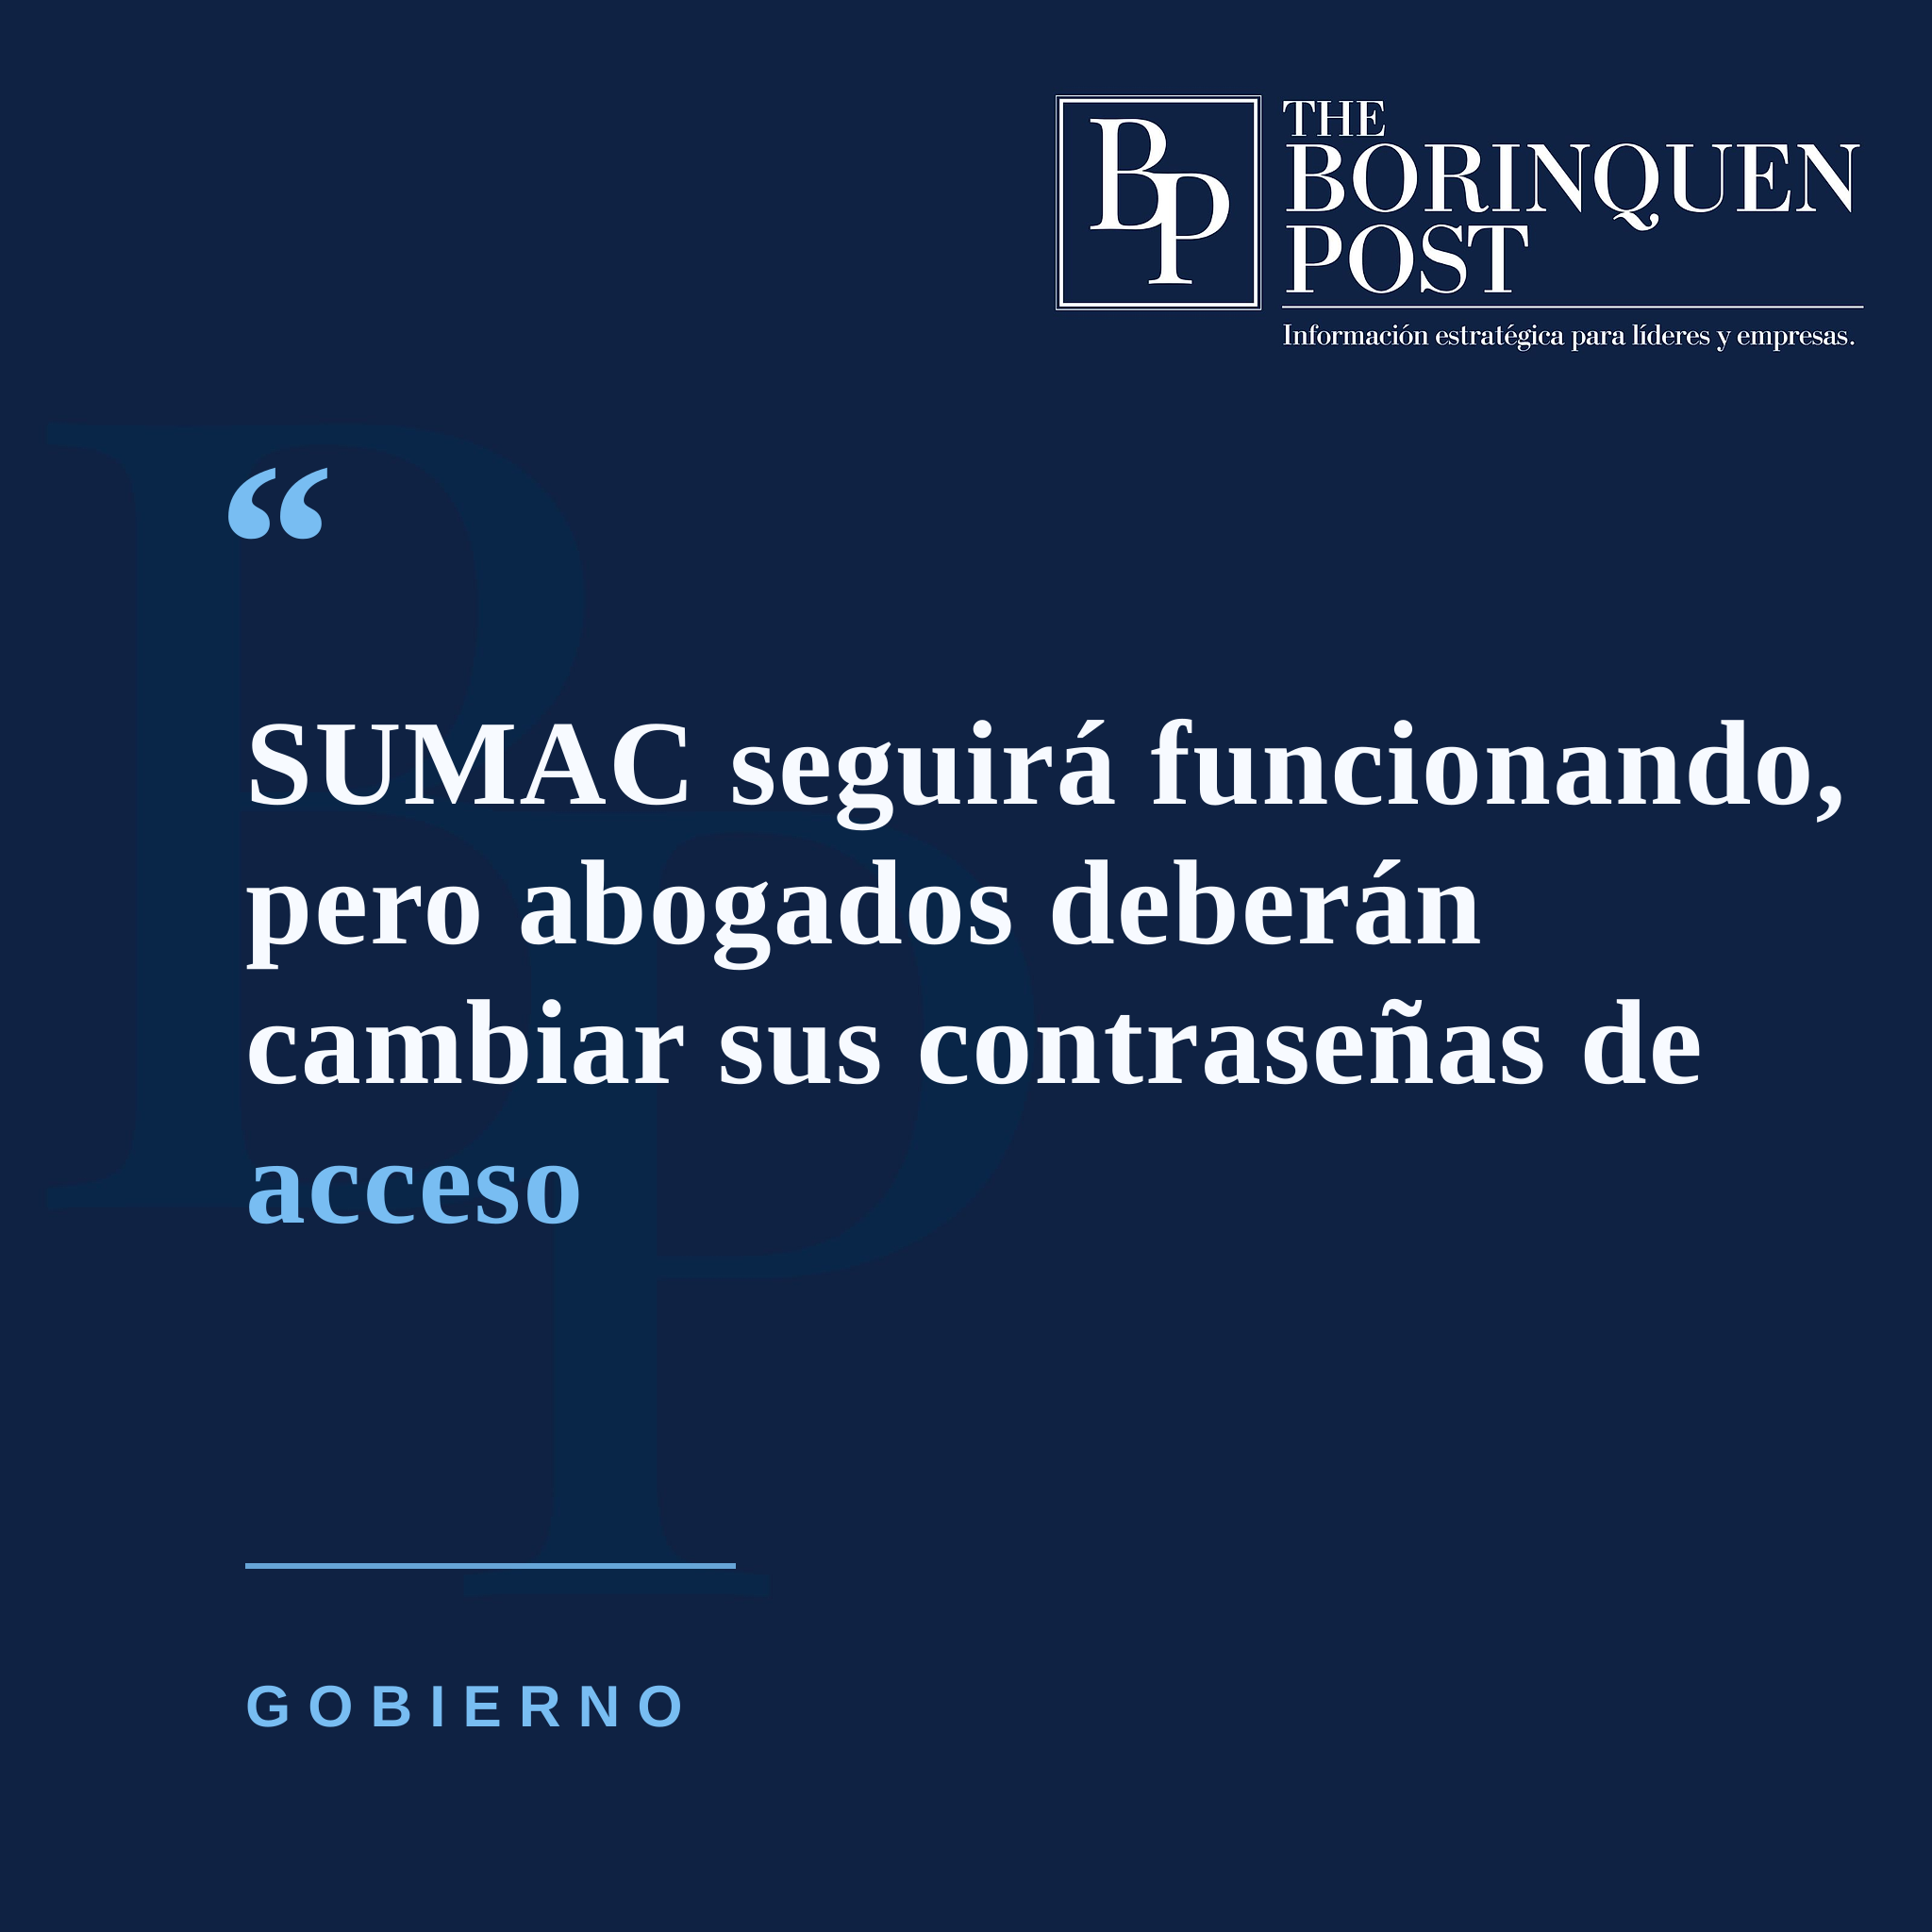 BP
THE
BORINQUEN
POST
Información estratégica para líderes y empresas.
“
SUMAC seguirá funcionando,
pero abogados deberán
cambiar sus contraseñas de
acceso
GOBIERNO